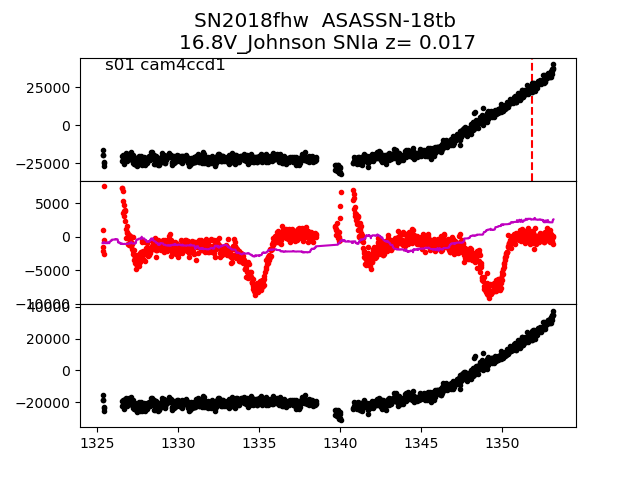 SN2018fhw  ASASSN-18tb
16.8V_Johnson SNIa z= 0.017
s01 cam4ccd1
25000
0
−25000
5000
0
−5000
−10000
40000
20000
0
−20000
1325 1330 1335 1340 1345 1350